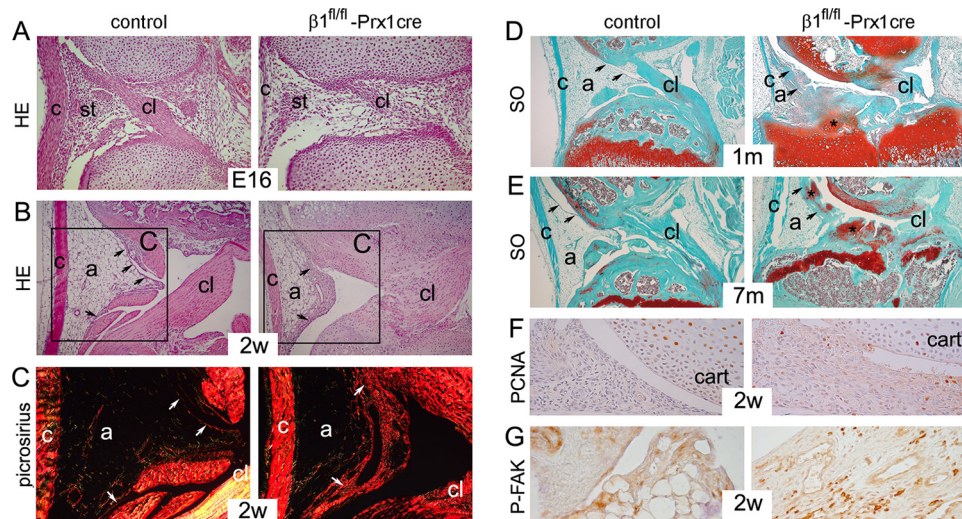 control
β1fl/fl-Prx1cre
control
β1fl/fl-Prx1cre
A
HE
c
st
cl
c
st
cl
E16
B
HE
c
a
C
cl
c
a
C
cl
2w
C
picrosirius
c
a
cl
c
a
cl
2w
D
SO
c
a
cl
c
a
cl
*
1m
E
SO
c
a
cl
c
a
*
*
cl
7m
F
PCNA
cart
cart
2w
G
P-FAK
2w